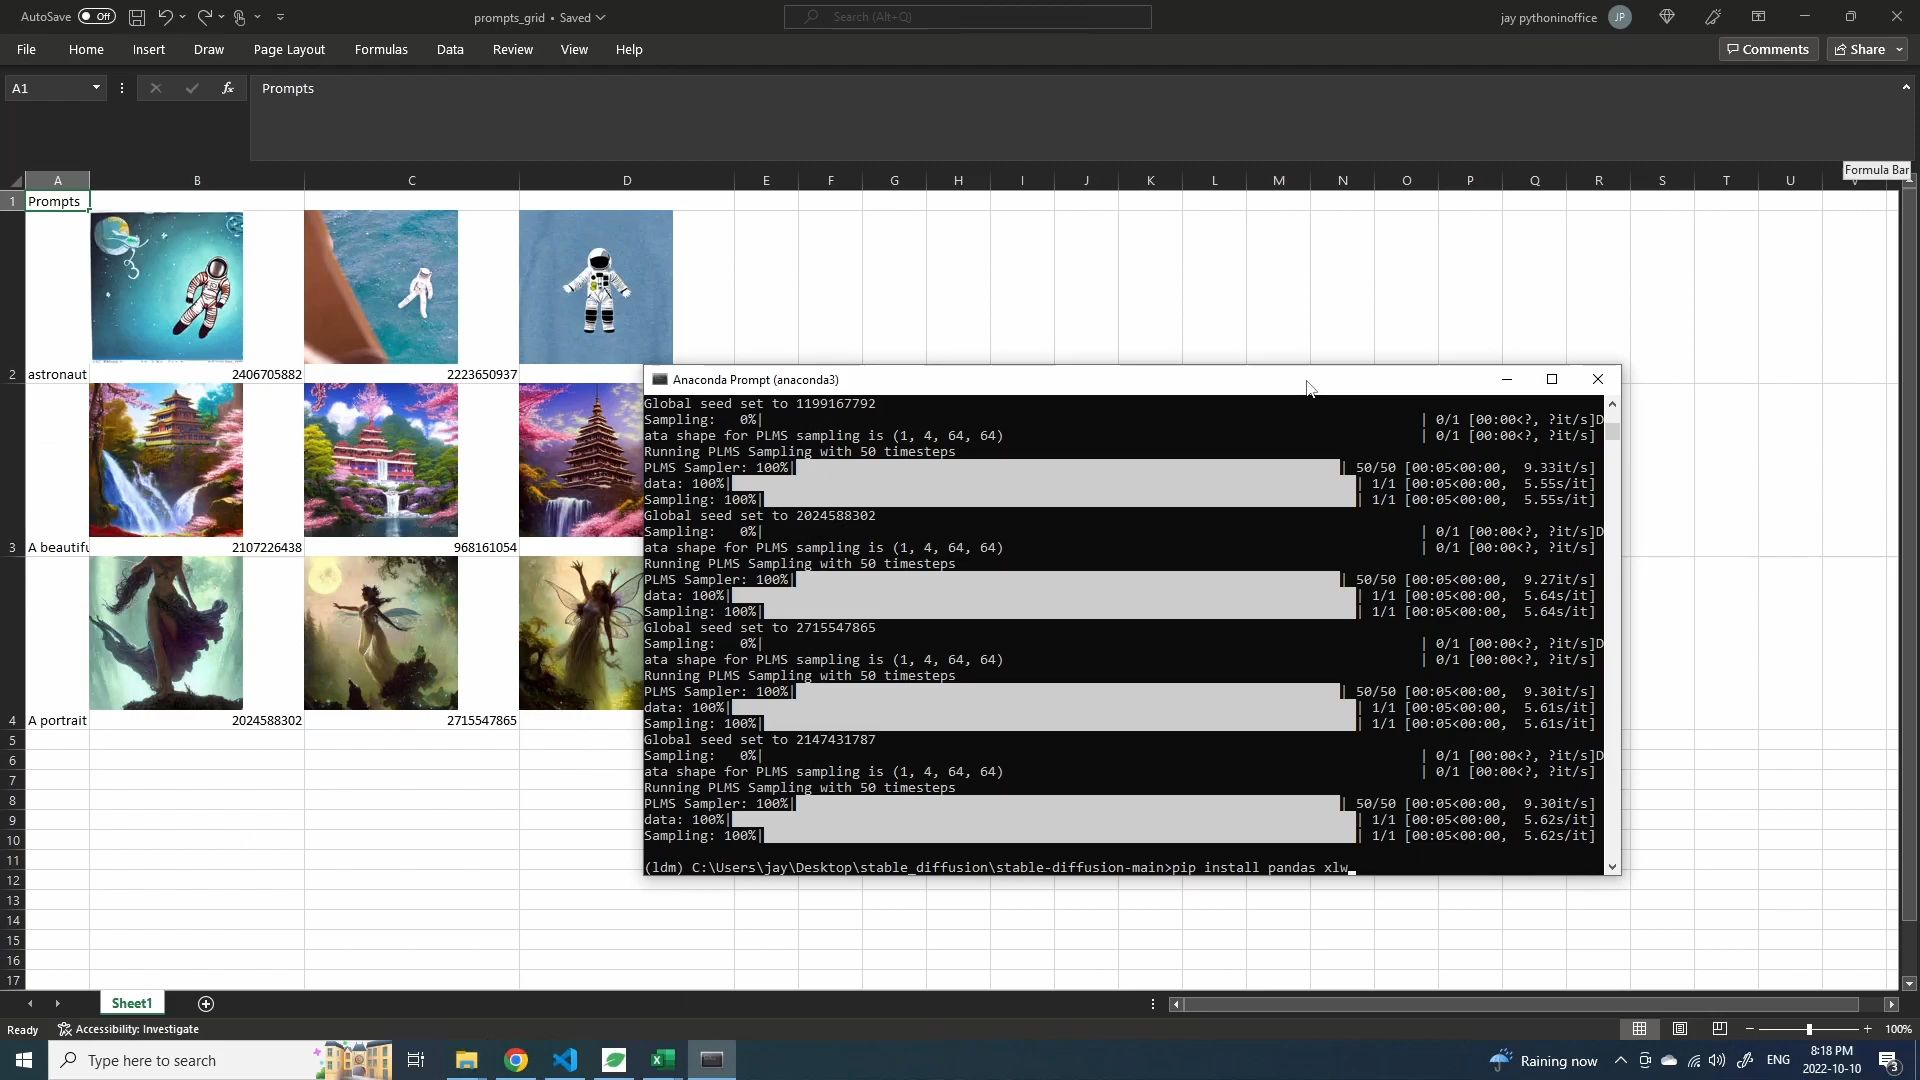 AutoSave Off prompts_grid • Saved Search (Alt+Q) jay pythoninoffice JP
File Home Insert Draw Page Layout Formulas Data Review View Help Comments Share
A1 fx Prompts
Formula Bar
A B C D E F G H I J K L M N O P Q R S T U V
1 Prompts
2 astronaut 2406705882 2223650937
3 A beautifu 2107226438 968161054
4 A portrait 2024588302 2715547865
5
6
7
8
9
10
11
12
13
14
15
16
17
Anaconda Prompt (anaconda3)
Global seed set to 1199167792
Sampling: 0%| | 0/1 [00:00<?, ?it/s]D
ata shape for PLMS sampling is (1, 4, 64, 64) | 0/1 [00:00<?, ?it/s]
Running PLMS Sampling with 50 timesteps
PLMS Sampler: 100%| | 50/50 [00:05<00:00, 9.33it/s]
data: 100%| | 1/1 [00:05<00:00, 5.55s/it]
Sampling: 100%| | 1/1 [00:05<00:00, 5.55s/it]
Global seed set to 2024588302
Sampling: 0%| | 0/1 [00:00<?, ?it/s]D
ata shape for PLMS sampling is (1, 4, 64, 64) | 0/1 [00:00<?, ?it/s]
Running PLMS Sampling with 50 timesteps
PLMS Sampler: 100%| | 50/50 [00:05<00:00, 9.27it/s]
data: 100%| | 1/1 [00:05<00:00, 5.64s/it]
Sampling: 100%| | 1/1 [00:05<00:00, 5.64s/it]
Global seed set to 2715547865
Sampling: 0%| | 0/1 [00:00<?, ?it/s]D
ata shape for PLMS sampling is (1, 4, 64, 64) | 0/1 [00:00<?, ?it/s]
Running PLMS Sampling with 50 timesteps
PLMS Sampler: 100%| | 50/50 [00:05<00:00, 9.30it/s]
data: 100%| | 1/1 [00:05<00:00, 5.61s/it]
Sampling: 100%| | 1/1 [00:05<00:00, 5.61s/it]
Global seed set to 2147431787
Sampling: 0%| | 0/1 [00:00<?, ?it/s]D
ata shape for PLMS sampling is (1, 4, 64, 64) | 0/1 [00:00<?, ?it/s]
Running PLMS Sampling with 50 timesteps
PLMS Sampler: 100%| | 50/50 [00:05<00:00, 9.30it/s]
data: 100%| | 1/1 [00:05<00:00, 5.62s/it]
Sampling: 100%| | 1/1 [00:05<00:00, 5.62s/it]
(ldm) C:\Users\jay\Desktop\stable_diffusion\stable-diffusion-main>pip install pandas xlw
Sheet1
Ready Accessibility: Investigate 100%
Type here to search Raining now ENG 8:18 PM
2022-10-10 3